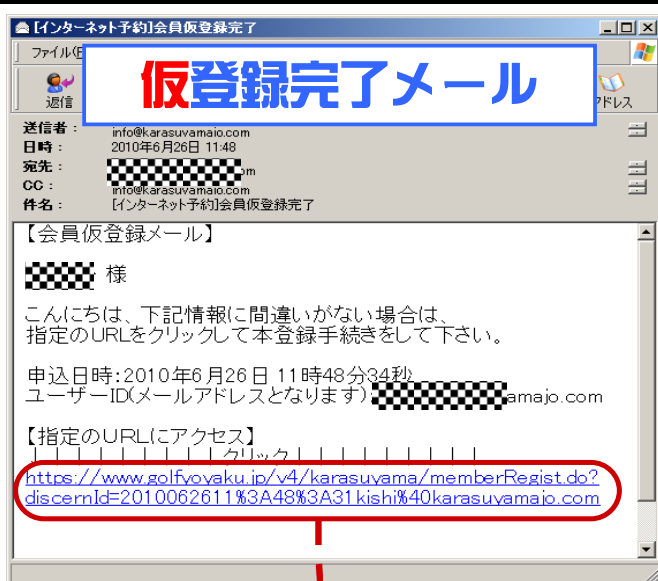 [インターネット予約]会員仮登録完了
ファイル(F
仮登録完了メール
返信
ドレス
送信者：
info@karasuyamajo.com
日時：
2010年6月26日 11:48
宛先：
om
CC：
info@karasuyamajo.com
件名：
[インターネット予約]会員仮登録完了
【会員仮登録メール】
様
こんにちは、下記情報に間違いがない場合は、
指定のURLをクリックして本登録手続きをして下さい。
申込日時:2010年6月26日 11時48分34秒
ユーザーID(メールアドレスとなります):
amajo.com
【指定のURLにアクセス】
↓↓↓↓↓↓↓↓↓クリック↓↓↓↓↓↓↓↓↓
https://www.golfyoyaku.jp/v4/karasuyama/memberRegist.do?
discernId=2010062611%3A48%3A31kishi%40karasuyamajo.com